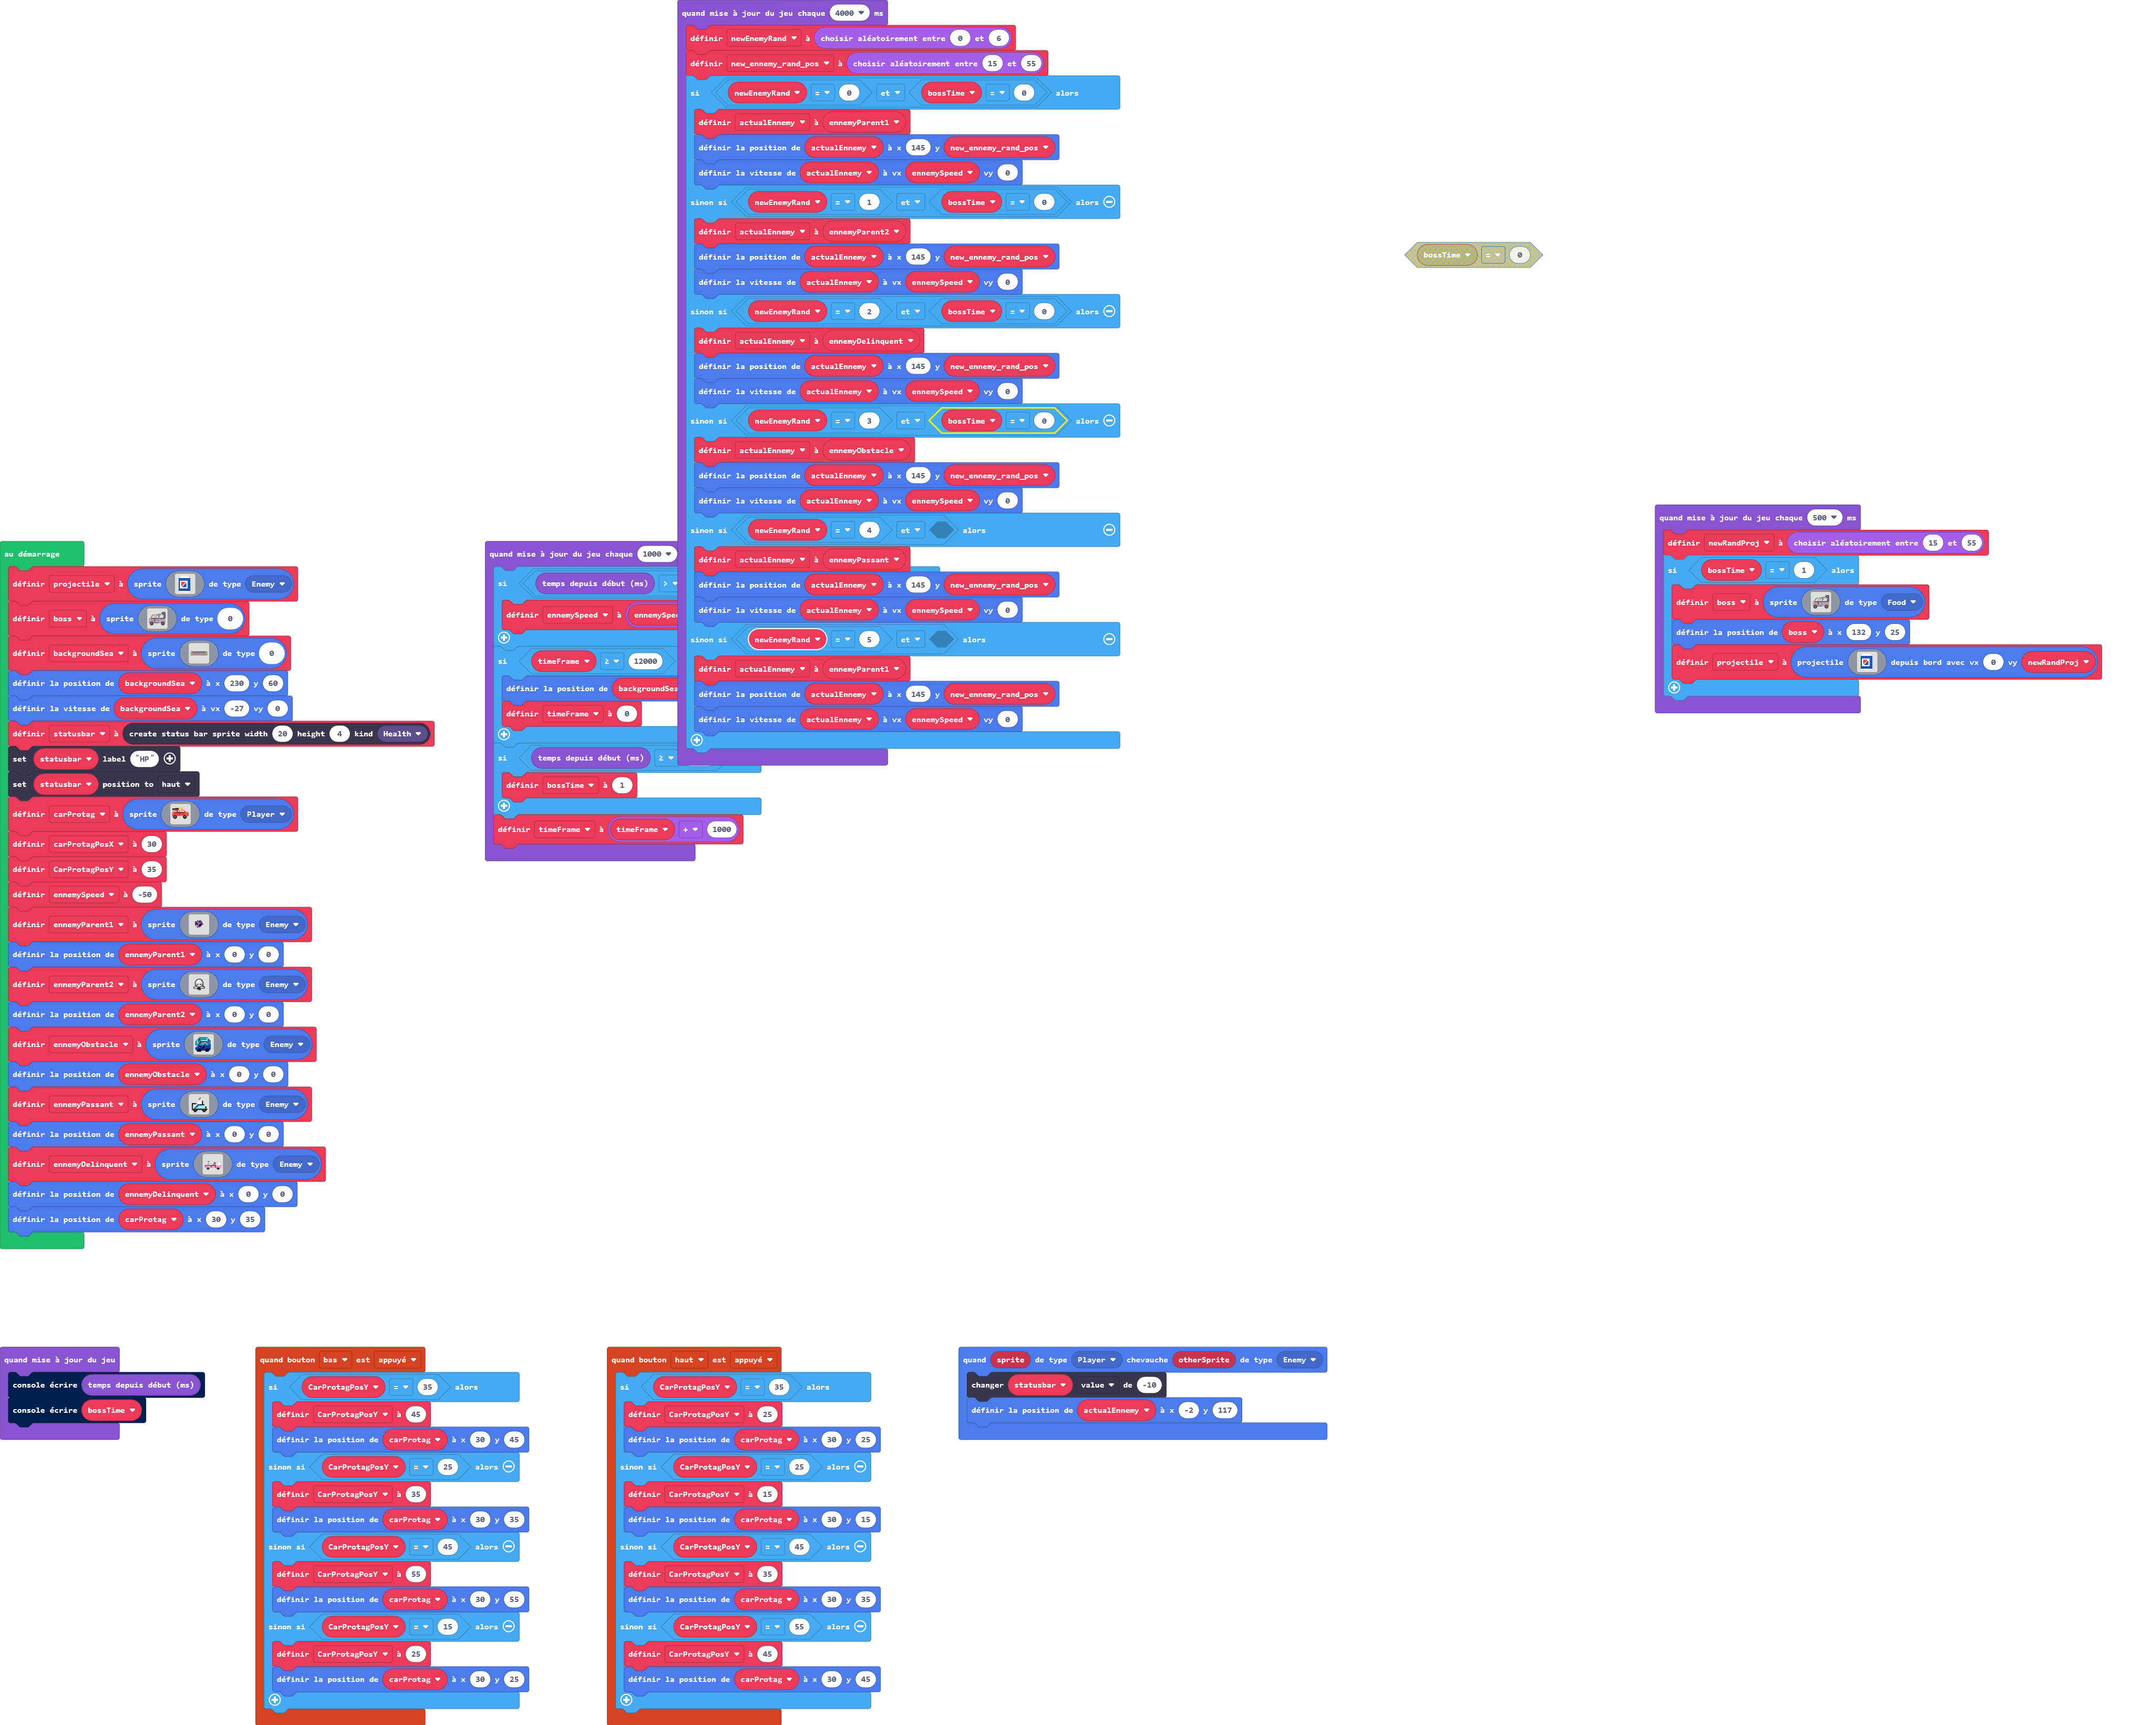 quand mise à jour du jeu chaque 4000 ms
définir newEnemyRand à choisir aléatoirement entre 0 et 6
définir new_ennemy_rand_pos à choisir aléatoirement entre 15 et 55
si newEnemyRand = 0 et bossTime = 0 alors
définir actualEnnemy à ennemyParent1
définir la position de actualEnnemy à x 145 y new_ennemy_rand_pos
définir la vitesse de actualEnnemy à vx ennemySpeed vy 0
sinon si newEnemyRand = 1 et bossTime = 0 alors
définir actualEnnemy à ennemyParent2
définir la position de actualEnnemy à x 145 y new_ennemy_rand_pos
définir la vitesse de actualEnnemy à vx ennemySpeed vy 0
sinon si newEnemyRand = 2 et bossTime = 0 alors
définir actualEnnemy à ennemyDelinquent
définir la position de actualEnnemy à x 145 y new_ennemy_rand_pos
définir la vitesse de actualEnnemy à vx ennemySpeed vy 0
sinon si newEnemyRand = 3 et bossTime = 0 alors
définir actualEnnemy à ennemyObstacle
définir la position de actualEnnemy à x 145 y new_ennemy_rand_pos
définir la vitesse de actualEnnemy à vx ennemySpeed vy 0
sinon si newEnemyRand = 4 et alors
définir actualEnnemy à ennemyPassant
définir la position de actualEnnemy à x 145 y new_ennemy_rand_pos
définir la vitesse de actualEnnemy à vx ennemySpeed vy 0
sinon si newEnemyRand = 5 et alors
définir actualEnnemy à ennemyParent1
définir la position de actualEnnemy à x 145 y new_ennemy_rand_pos
définir la vitesse de actualEnnemy à vx ennemySpeed vy 0
bossTime = 0
quand mise à jour du jeu chaque 500 ms
définir newRandProj à choisir aléatoirement entre 15 et 55
si bossTime = 1 alors
définir boss à sprite de type Food
définir la position de boss à x 132 y 25
définir projectile à projectile depuis bord avec vx 0 vy newRandProj
au démarrage
définir projectile à sprite de type Enemy
définir boss à sprite de type 0
définir backgroundSea à sprite de type 0
définir la position de backgroundSea à x 230 y 60
définir la vitesse de backgroundSea à vx -27 vy 0
définir statusbar à create status bar sprite width 20 height 4 kind Health
set statusbar label "HP"
set statusbar position to haut
définir carProtag à sprite de type Player
définir carProtagPosX à 30
définir CarProtagPosY à 35
définir ennemySpeed à -50
définir ennemyParent1 à sprite de type Enemy
définir la position de ennemyParent1 à x 0 y 0
définir ennemyParent2 à sprite de type Enemy
définir la position de ennemyParent2 à x 0 y 0
définir ennemyObstacle à sprite de type Enemy
définir la position de ennemyObstacle à x 0 y 0
définir ennemyPassant à sprite de type Enemy
définir la position de ennemyPassant à x 0 y 0
définir ennemyDelinquent à sprite de type Enemy
définir la position de ennemyDelinquent à x 0 y 0
définir la position de carProtag à x 30 y 35
quand mise à jour du jeu chaque 1000
si temps depuis début (ms) >
définir ennemySpeed à
si timeFrame ≥ 12000
définir la position de
définir timeFrame à 0
si temps depuis début (ms) ≥
définir bossTime à 1
définir timeFrame à timeFrame + 1000
quand mise à jour du jeu
console écrire temps depuis début (ms)
console écrire bossTime
quand bouton bas est appuyé
si CarProtagPosY = 35 alors
définir CarProtagPosY à 45
définir la position de carProtag à x 30 y 45
sinon si CarProtagPosY = 25 alors
définir CarProtagPosY à 35
définir la position de carProtag à x 30 y 35
sinon si CarProtagPosY = 45 alors
définir CarProtagPosY à 55
définir la position de carProtag à x 30 y 55
sinon si CarProtagPosY = 15 alors
définir CarProtagPosY à 25
définir la position de carProtag à x 30 y 25
quand bouton haut est appuyé
si CarProtagPosY = 35 alors
définir CarProtagPosY à 25
définir la position de carProtag à x 30 y 25
sinon si CarProtagPosY = 25 alors
définir CarProtagPosY à 15
définir la position de carProtag à x 30 y 15
sinon si CarProtagPosY = 45 alors
définir CarProtagPosY à 35
définir la position de carProtag à x 30 y 35
sinon si CarProtagPosY = 55 alors
définir CarProtagPosY à 45
définir la position de carProtag à x 30 y 45
quand sprite de type Player chevauche otherSprite de type Enemy
changer statusbar value de -10
définir la position de actualEnnemy à x -2 y 117